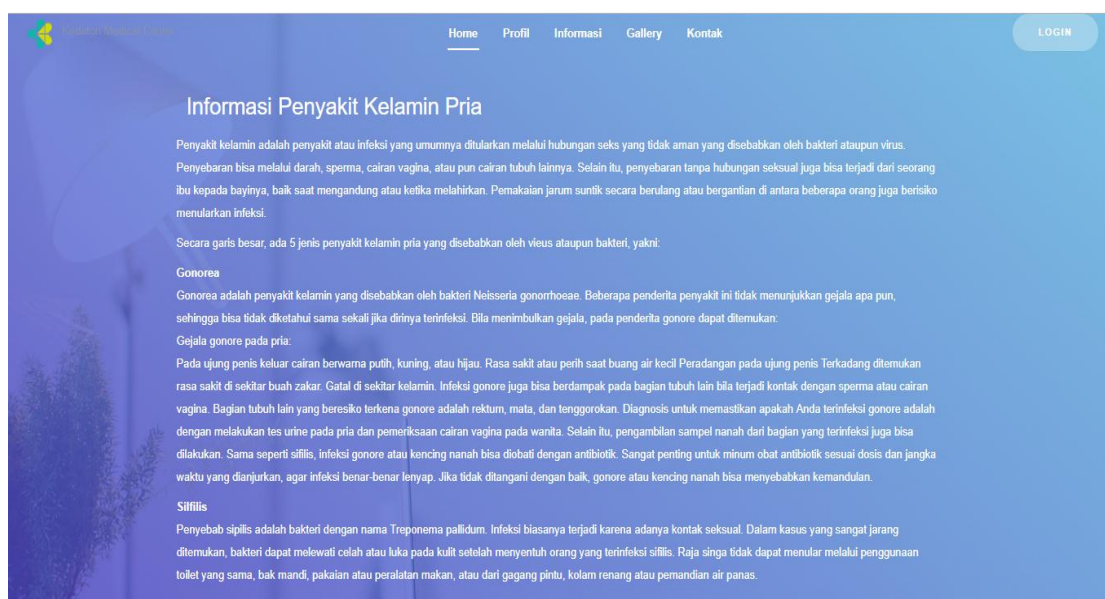 Medical
Home Profil Informasi Gallery Kontak
LOGIN
Informasi Penyakit Kelamin Pria
Penyakit kelamin adalah penyakit atau infeksi yang umumnya ditularkan melalui hubungan seks yang tidak aman yang disebabkan oleh bakteri ataupun virus.
Penyebaran bisa melalui darah, sperma, cairan vagina, atau pun cairan tubuh lainnya. Selain itu, penyebaran tanpa hubungan seksual juga bisa terjadi dari seorang
ibu kepada bayinya, baik saat mengandung atau ketika melahirkan. Pemakaian jarum suntik secara berulang atau bergantian di antara beberapa orang juga berisiko
menularkan infeksi.
Secara garis besar, ada 5 jenis penyakit kelamin pria yang disebabkan oleh vieus ataupun bakteri, yakni:
Gonorea
Gonorea adalah penyakit kelamin yang disebabkan oleh bakteri Neisseria gonorrhoeae. Beberapa penderita penyakit ini tidak menunjukkan gejala apa pun,
sehingga bisa tidak diketahui sama sekali jika dirinya terinfeksi. Bila menimbulkan gejala, pada penderita gonore dapat ditemukan:
Gejala gonore pada pria:
Pada ujung penis keluar cairan berwarna putih, kuning, atau hijau. Rasa sakit atau perih saat buang air kecil Peradangan pada ujung penis Terkadang ditemukan
rasa sakit di sekitar buah zakar. Gatal di sekitar kelamin. Infeksi gonore juga bisa berdampak pada bagian tubuh lain bila terjadi kontak dengan sperma atau cairan
vagina. Bagian tubuh lain yang beresiko terkena gonore adalah rektum, mata, dan tenggorokan. Diagnosis untuk memastikan apakah Anda terinfeksi gonore adalah
dengan melakukan tes urine pada pria dan pemeriksaan cairan vagina pada wanita. Selain itu, pengambilan sampel nanah dari bagian yang terinfeksi juga bisa
dilakukan. Sama seperti sifilis, infeksi gonore atau kencing nanah bisa diobati dengan antibiotik. Sangat penting untuk minum obat antibiotik sesuai dosis dan jangka
waktu yang dianjurkan, agar infeksi benar-benar lenyap. Jika tidak ditangani dengan baik, gonore atau kencing nanah bisa menyebabkan kemandulan.
Silfilis
Penyebab sipilis adalah bakteri dengan nama Treponema pallidum. Infeksi biasanya terjadi karena adanya kontak seksual. Dalam kasus yang sangat jarang
ditemukan, bakteri dapat melewati celah atau luka pada kulit setelah menyentuh orang yang terinfeksi sifilis. Raja singa tidak dapat menular melalui penggunaan
toilet yang sama, bak mandi, pakaian atau peralatan makan, atau dari gagang pintu, kolam renang atau pemandian air panas.